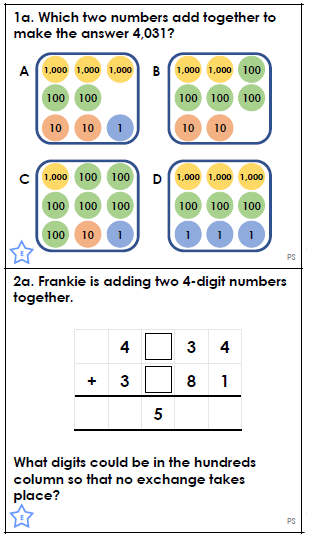 1a. Which two numbers add together to
make the answer 4,031?
A 1,000 1,000 1,000 B 1,000 1,000 100
100 100 100 100 100
10 10 1 10 10
C 1,000 100 100 D 1,000 1,000 1,000
100 100 100 100 100 100
100 10 1 1 1 1
E PS
2a. Frankie is adding two 4-digit numbers
together.
4 3 4
+ 3 8 1
5
What digits could be in the hundreds
column so that no exchange takes
place?
E PS